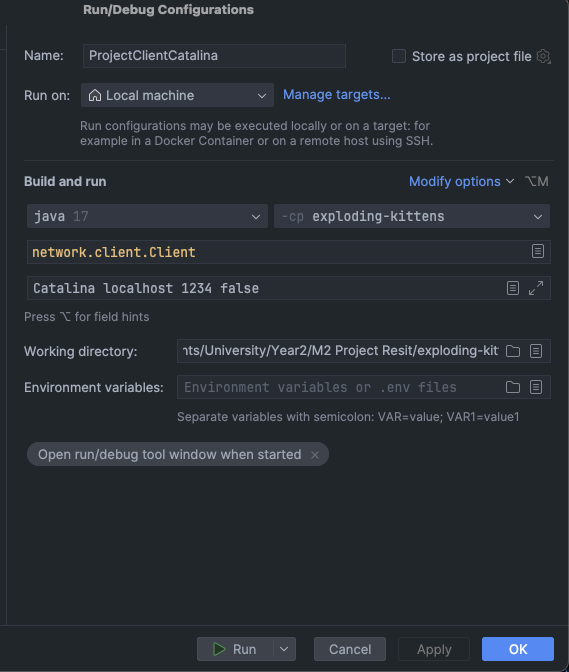 Run/Debug Configurations
Name: ProjectClientCatalina Store as project file
Run on: Local machine Manage targets...
Run configurations may be executed locally or on a target: for
example in a Docker Container or on a remote host using SSH.
Build and run Modify options ⌥M
java 17 -cp exploding-kittens
network.client.Client
Catalina localhost 1234 false
Press ⌥ for field hints
Working directory: nts/University/Year2/M2 Project Resit/exploding-kit
Environment variables: Environment variables or .env files
Separate variables with semicolon: VAR=value; VAR1=value1
Open run/debug tool window when started ×
Run Cancel Apply OK